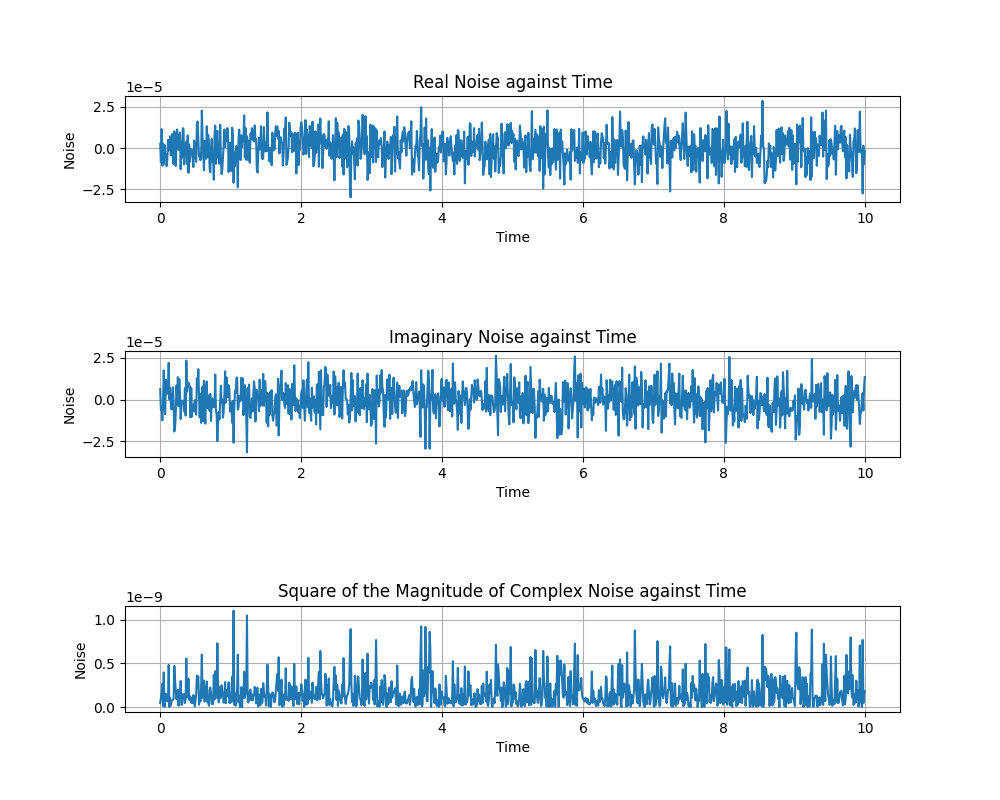 Real Noise against Time
1e−5
2.5
0.0
−2.5
Noise
0 2 4 6 8 10
Time
Imaginary Noise against Time
1e−5
2.5
0.0
−2.5
Noise
0 2 4 6 8 10
Time
Square of the Magnitude of Complex Noise against Time
1e−9
1.0
0.5
0.0
Noise
0 2 4 6 8 10
Time